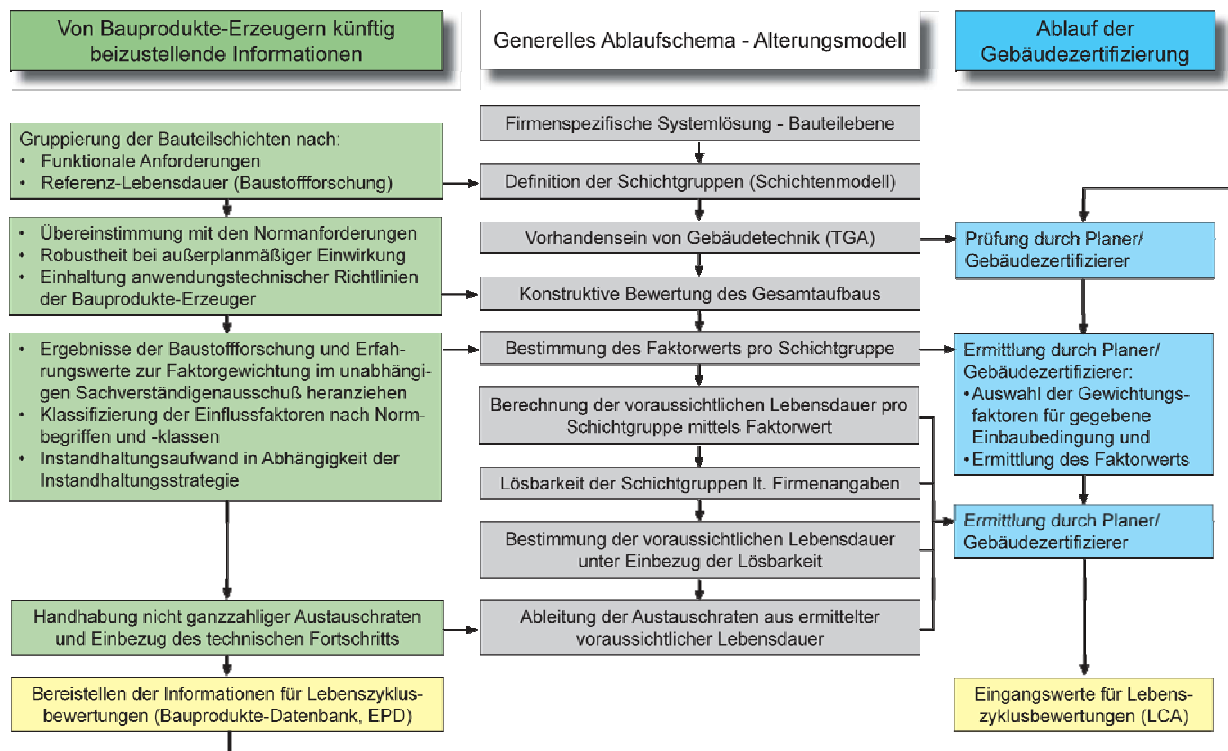 Von Bauprodukte-Erzeugern künftig
beizustellende Informationen
Gruppierung der Bauteilschichten nach:
• Funktionale Anforderungen
• Referenz-Lebensdauer (Baustoffforschung)
• Übereinstimmung mit den Normanforderungen
• Robustheit bei außerplanmäßiger Einwirkung
• Einhaltung anwendungstechnischer Richtlinien
der Bauprodukte-Erzeuger
• Ergebnisse der Baustoffforschung und Erfah-
rungswerte zur Faktorgewichtung im unabhängi-
gen Sachverständigenausschuß heranziehen
• Klassifizierung der Einflussfaktoren nach Norm-
begriffen und -klassen
• Instandhaltungsaufwand in Abhängigkeit der
Instandhaltungsstrategie
Handhabung nicht ganzzahliger Austauschraten
und Einbezug des technischen Fortschritts
Bereistellen der Informationen für Lebenszyklus-
bewertungen (Bauprodukte-Datenbank, EPD)
Generelles Ablaufschema - Alterungsmodell
Firmenspezifische Systemlösung - Bauteilebene
Definition der Schichtgruppen (Schichtenmodell)
Vorhandensein von Gebäudetechnik (TGA)
Konstruktive Bewertung des Gesamtaufbaus
Bestimmung des Faktorwerts pro Schichtgruppe
Berechnung der voraussichtlichen Lebensdauer pro
Schichtgruppe mittels Faktorwert
Lösbarkeit der Schichtgruppen lt. Firmenangaben
Bestimmung der voraussichtlichen Lebensdauer
unter Einbezug der Lösbarkeit
Ableitung der Austauschraten aus ermittelter
voraussichtlicher Lebensdauer
Ablauf der
Gebäudezertifizierung
Prüfung durch Planer/
Gebäudezertifizierer
Ermittlung durch Planer/
Gebäudezertifizierer:
• Auswahl der Gewichtungs-
faktoren für gegebene
Einbaubedingung und
• Ermittlung des Faktorwerts
Ermittlung durch Planer/
Gebäudezertifizierer
Eingangswerte für Lebens-
zyklusbewertungen (LCA)